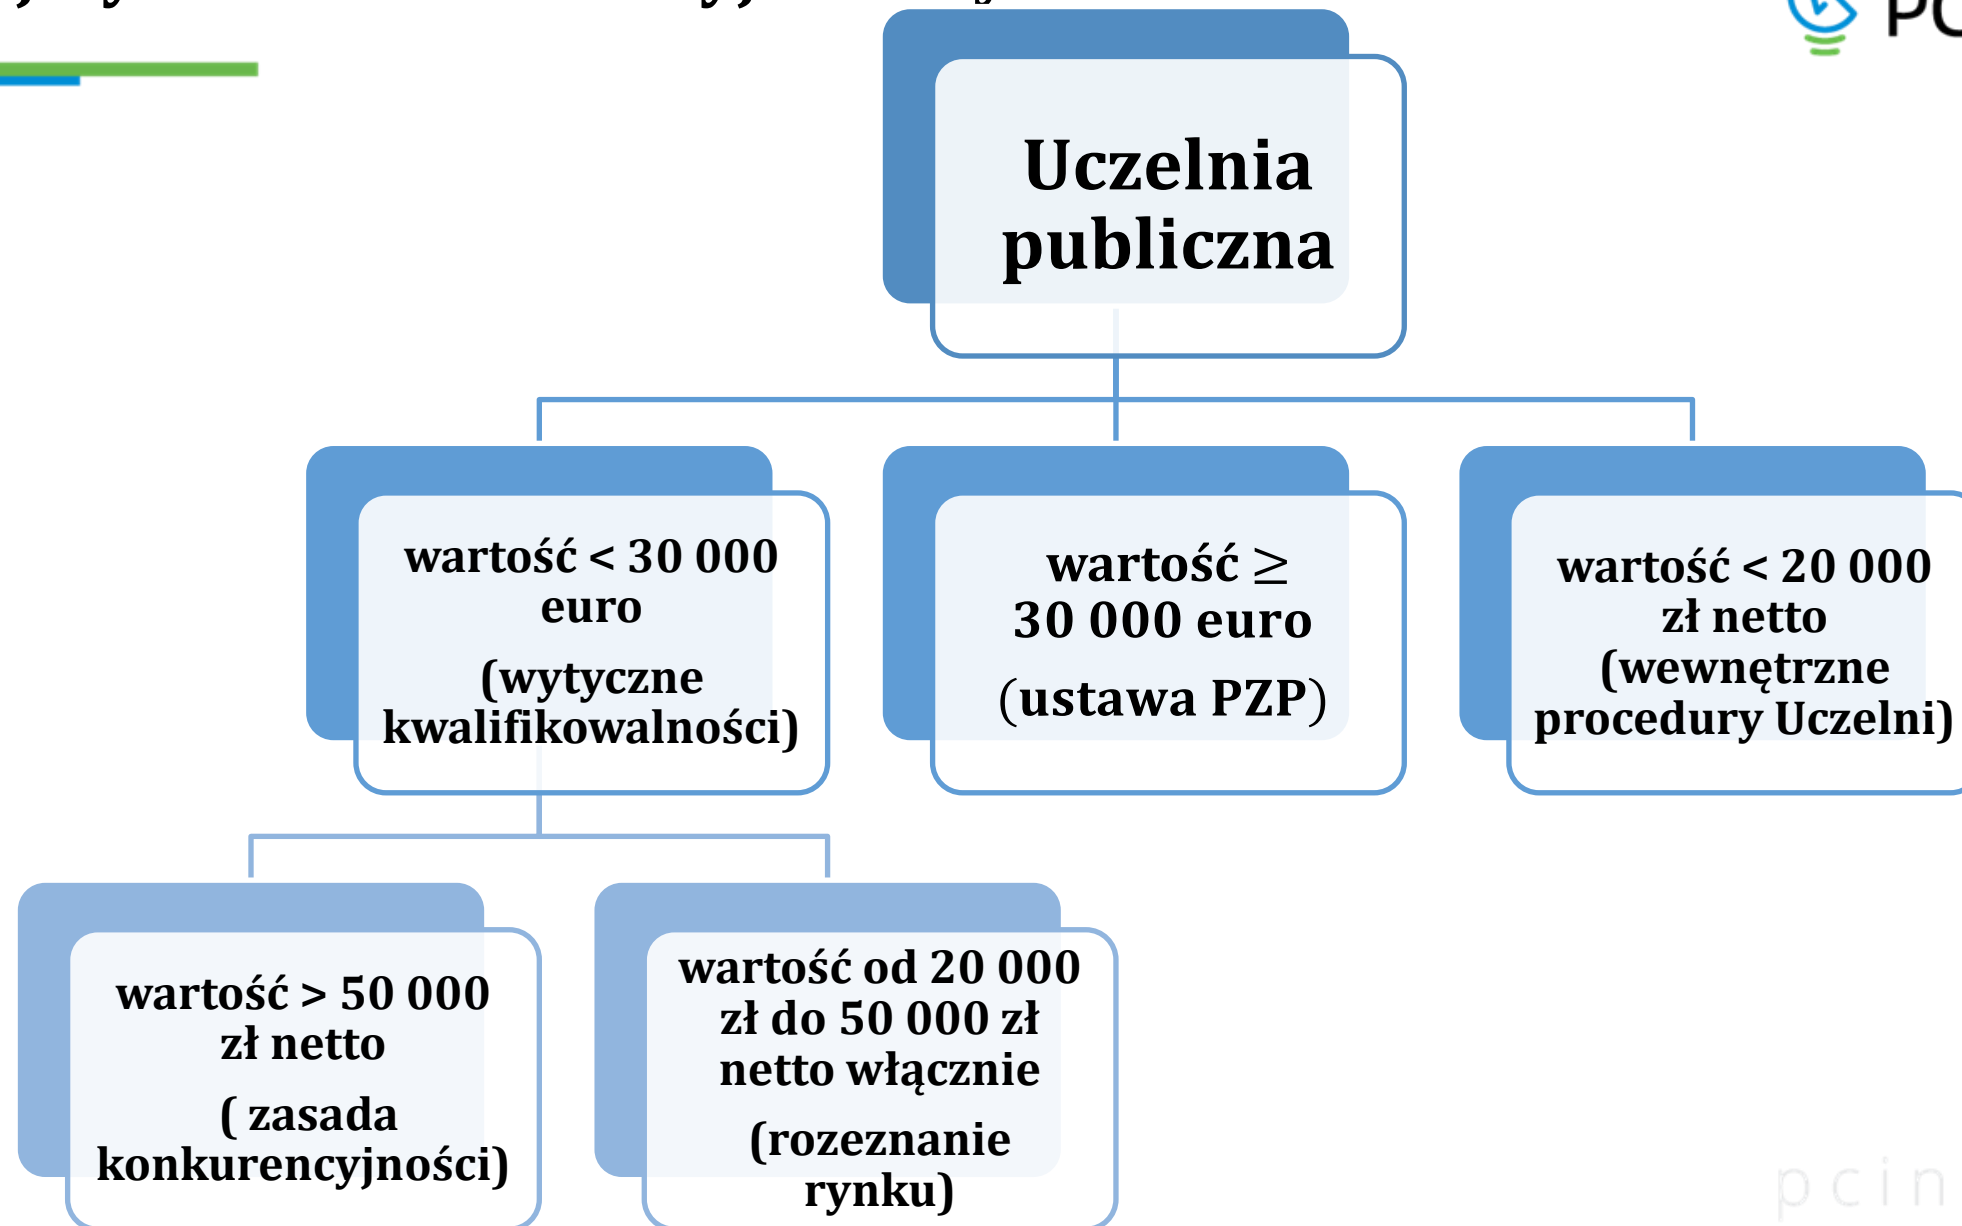 Uczelnia
publiczna
wartość < 30 000
euro
(wytyczne
kwalifikowalności)
wartość ≥
30 000 euro
(ustawa PZP)
wartość < 20 000
zł netto
(wewnętrzne
procedury Uczelni)
wartość > 50 000
zł netto
( zasada
konkurencyjności)
wartość od 20 000
zł do 50 000 zł
netto włącznie
(rozeznanie
rynku)
pcin